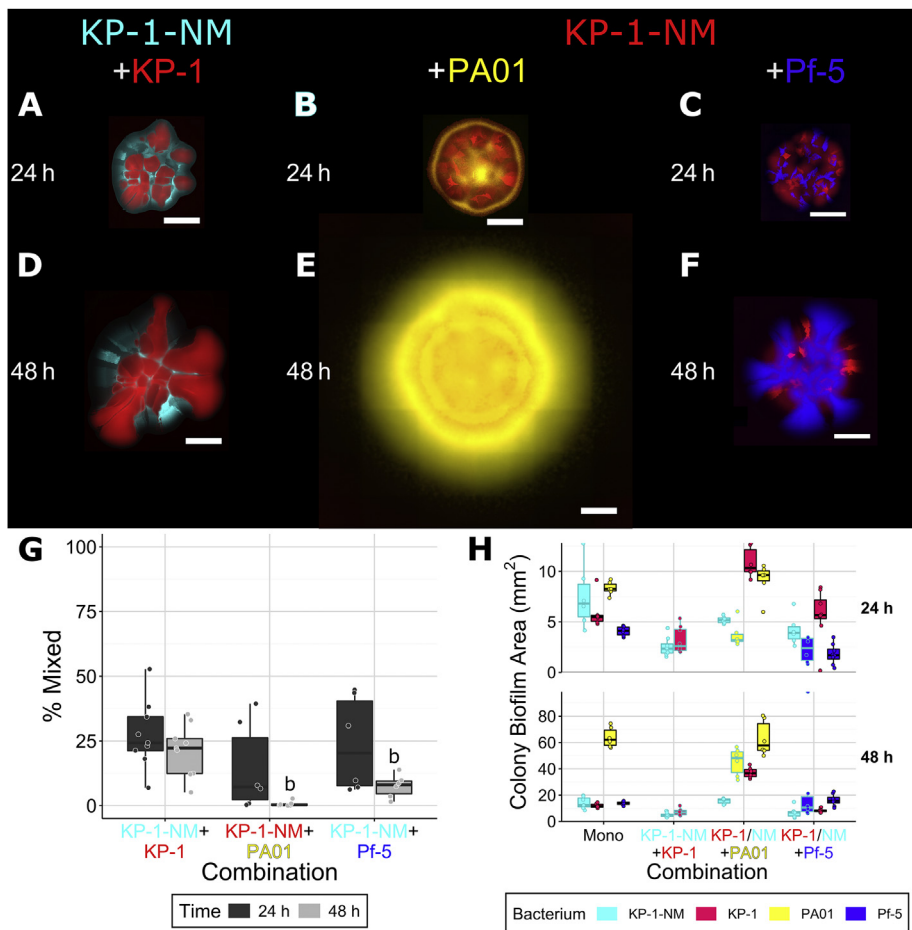 KP-1-NM KP-1-NM
+KP-1 +PA01 +Pf-5
A B C
24 h 24 h 24 h
D E F
48 h 48 h 48 h
G
100
75
50
25
0
% Mixed
b b
KP-1-NM+ KP-1-NM+ KP-1-NM+
KP-1 PA01 Pf-5
Combination
Time 24 h 48 h
H
Colony Biofilm Area (mm²)
10
5
0
24 h
80
60
40
20
0
48 h
Mono KP-1-NM KP-1/NM KP-1/NM
+KP-1 +PA01 +Pf-5
Combination
Bacterium KP-1-NM KP-1 PA01 Pf-5